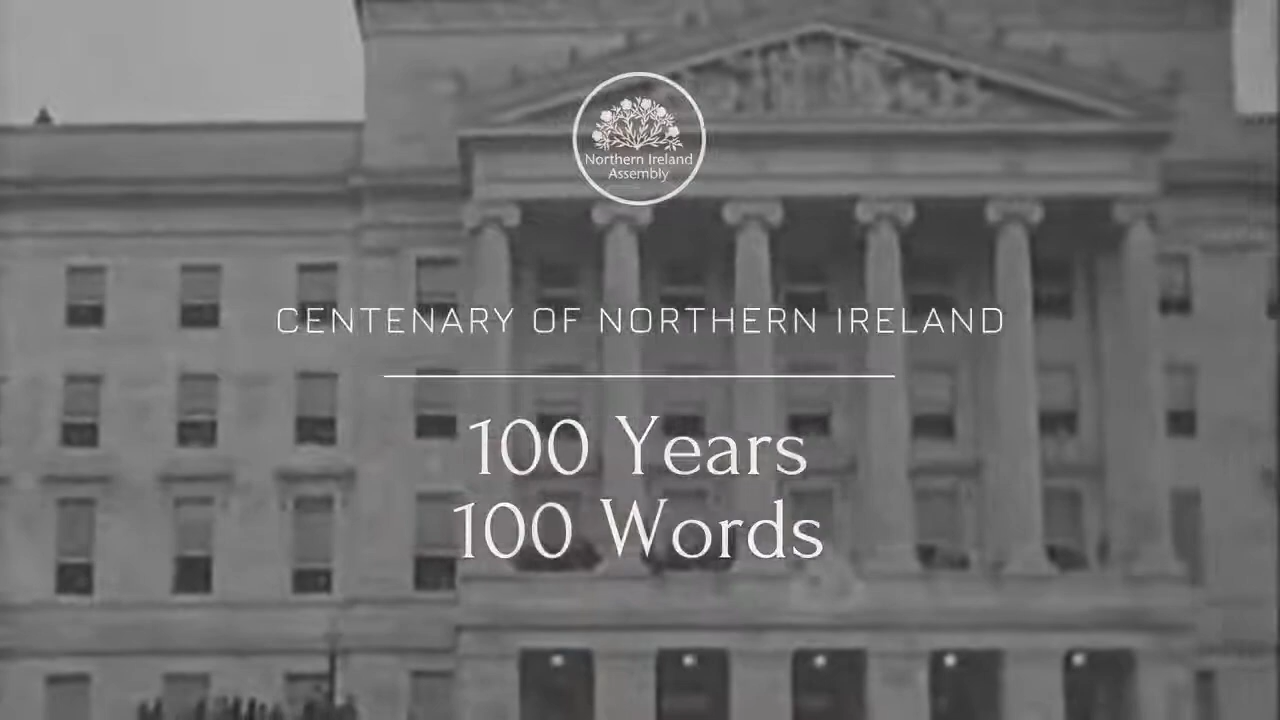 Northern Ireland
Assembly
CENTENARY OF NORTHERN IRELAND
100 Years
100 Words